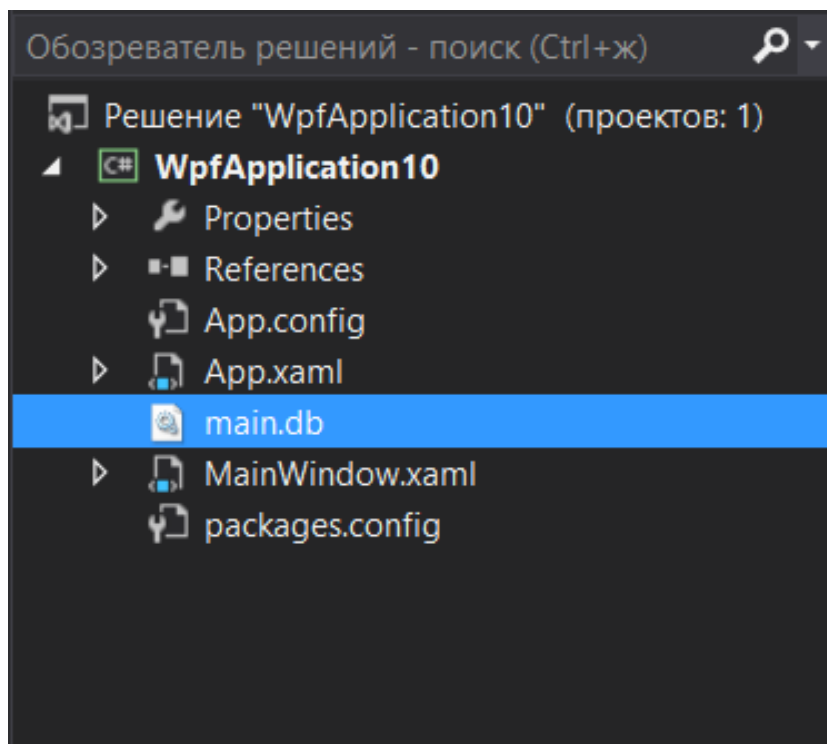 Обозреватель решений - поиск (Ctrl+ж)
Решение "WpfApplication10" (проектов: 1)
C# WpfApplication10
Properties
References
App.config
App.xaml
main.db
MainWindow.xaml
packages.config